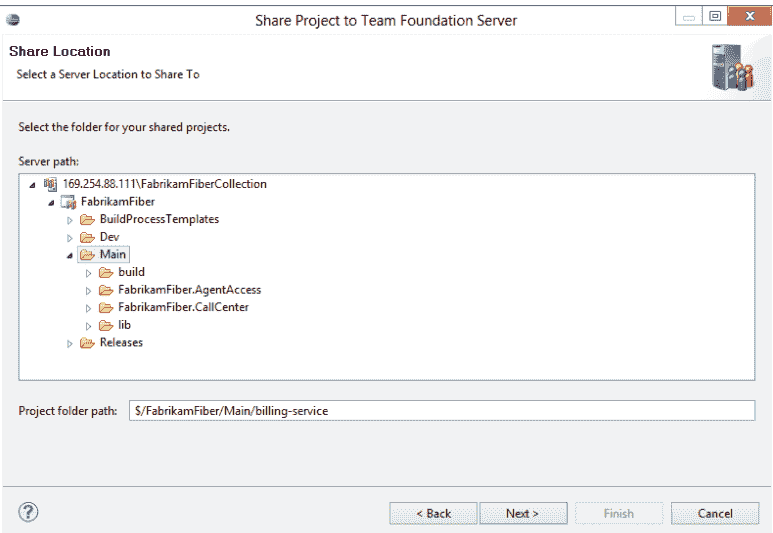 Share Project to Team Foundation Server
x
Share Location
Select a Server Location to Share To
Select the folder for your shared projects.
Server path:
169.254.88.111\FabrikamFiberCollection
FabrikamFiber
BuildProcessTemplates
Dev
Main
build
FabrikamFiber.AgentAccess
FabrikamFiber.CallCenter
lib
Releases
Project folder path: $/FabrikamFiber/Main/billing-service
? < Back Next > Finish Cancel